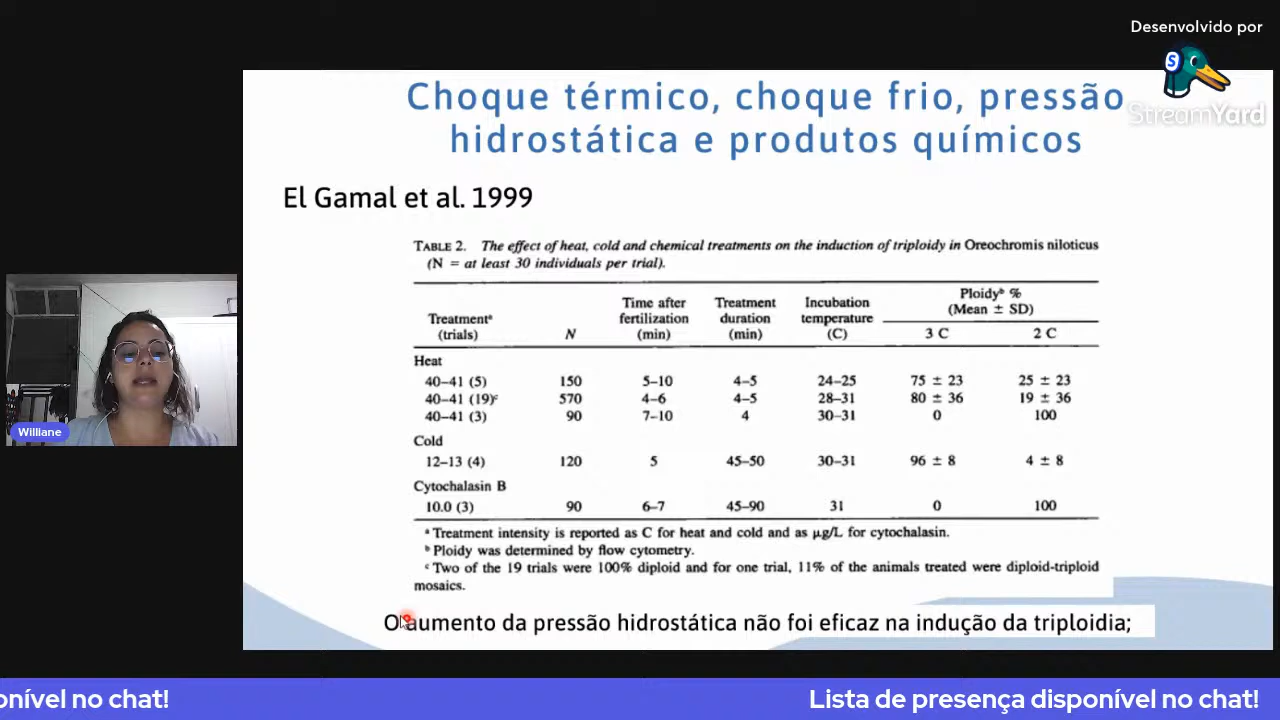 Desenvolvido por
S
StreamYard
Choque térmico, choque frio, pressão
hidrostática e produtos químicos
El Gamal et al. 1999
TABLE 2. The effect of heat, cold and chemical treatments on the induction of triploidy in Oreochromis niloticus
(N = at least 30 individuals per trial).
Treatmentᵃ (trials) N Time after fertilization (min) Treatment duration (min) Incubation temperature (C) Ploidyᵇ % (Mean ± SD) 3 C 2 C
Heat
40–41 (5) 150 5–10 4–5 24–25 75 ± 23 25 ± 23
40–41 (19)ᶜ 570 4–6 4–5 28–31 80 ± 36 19 ± 36
40–41 (3) 90 7–10 4 30–31 0 100
Cold
12–13 (4) 120 5 45–50 30–31 96 ± 8 4 ± 8
Cytochalasin B
10.0 (3) 90 6–7 45–90 31 0 100
ᵃ Treatment intensity is reported as C for heat and cold and as µg/L for cytochalasin.
ᵇ Ploidy was determined by flow cytometry.
ᶜ Two of the 19 trials were 100% diploid and for one trial, 11% of the animals treated were diploid-triploid
mosaics.
O aumento da pressão hidrostática não foi eficaz na indução da triploidia;
Williane
onível no chat!
Lista de presença disponível no chat!